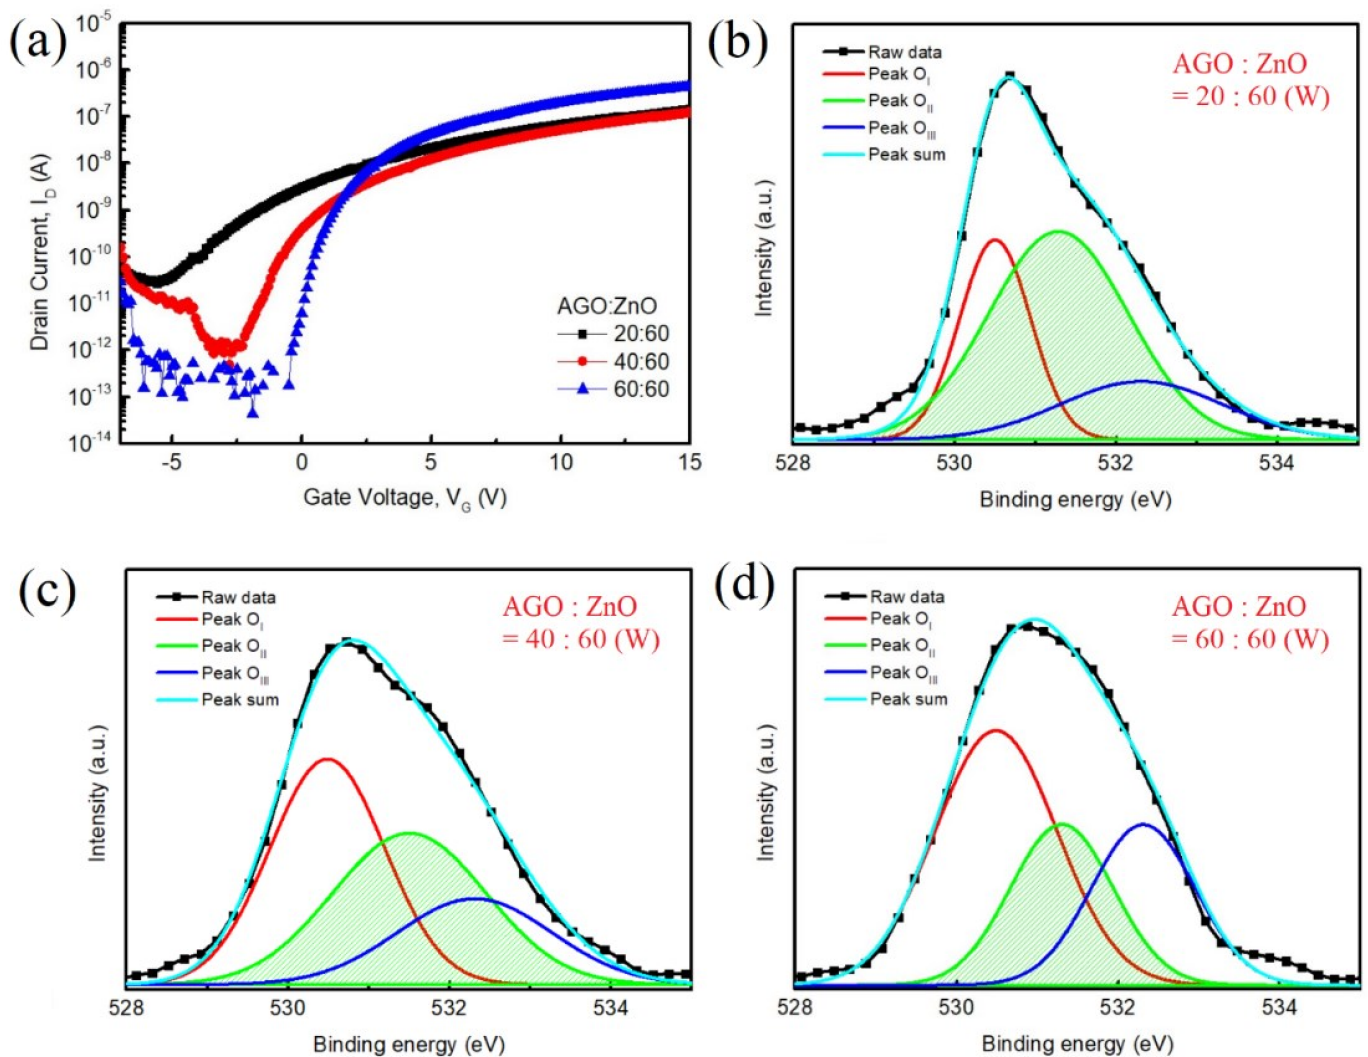 (a)
10⁻⁵
10⁻⁶
10⁻⁷
10⁻⁸
10⁻⁹
10⁻¹⁰
10⁻¹¹
10⁻¹²
10⁻¹³
10⁻¹⁴
Drain Current, I_D (A)
AGO:ZnO
20:60
40:60
60:60
-5 0 5 10 15
Gate Voltage, V_G (V)
(b)
Raw data
Peak O_I
Peak O_II
Peak O_III
Peak sum
AGO : ZnO
= 20 : 60 (W)
Intensity (a.u.)
528 530 532 534
Binding energy (eV)
(c)
Raw data
Peak O_I
Peak O_II
Peak O_III
Peak sum
AGO : ZnO
= 40 : 60 (W)
Intensity (a.u.)
528 530 532 534
Binding energy (eV)
(d)
Raw data
Peak O_I
Peak O_II
Peak O_III
Peak sum
AGO : ZnO
= 60 : 60 (W)
Intensity (a.u.)
528 530 532 534
Binding energy (eV)